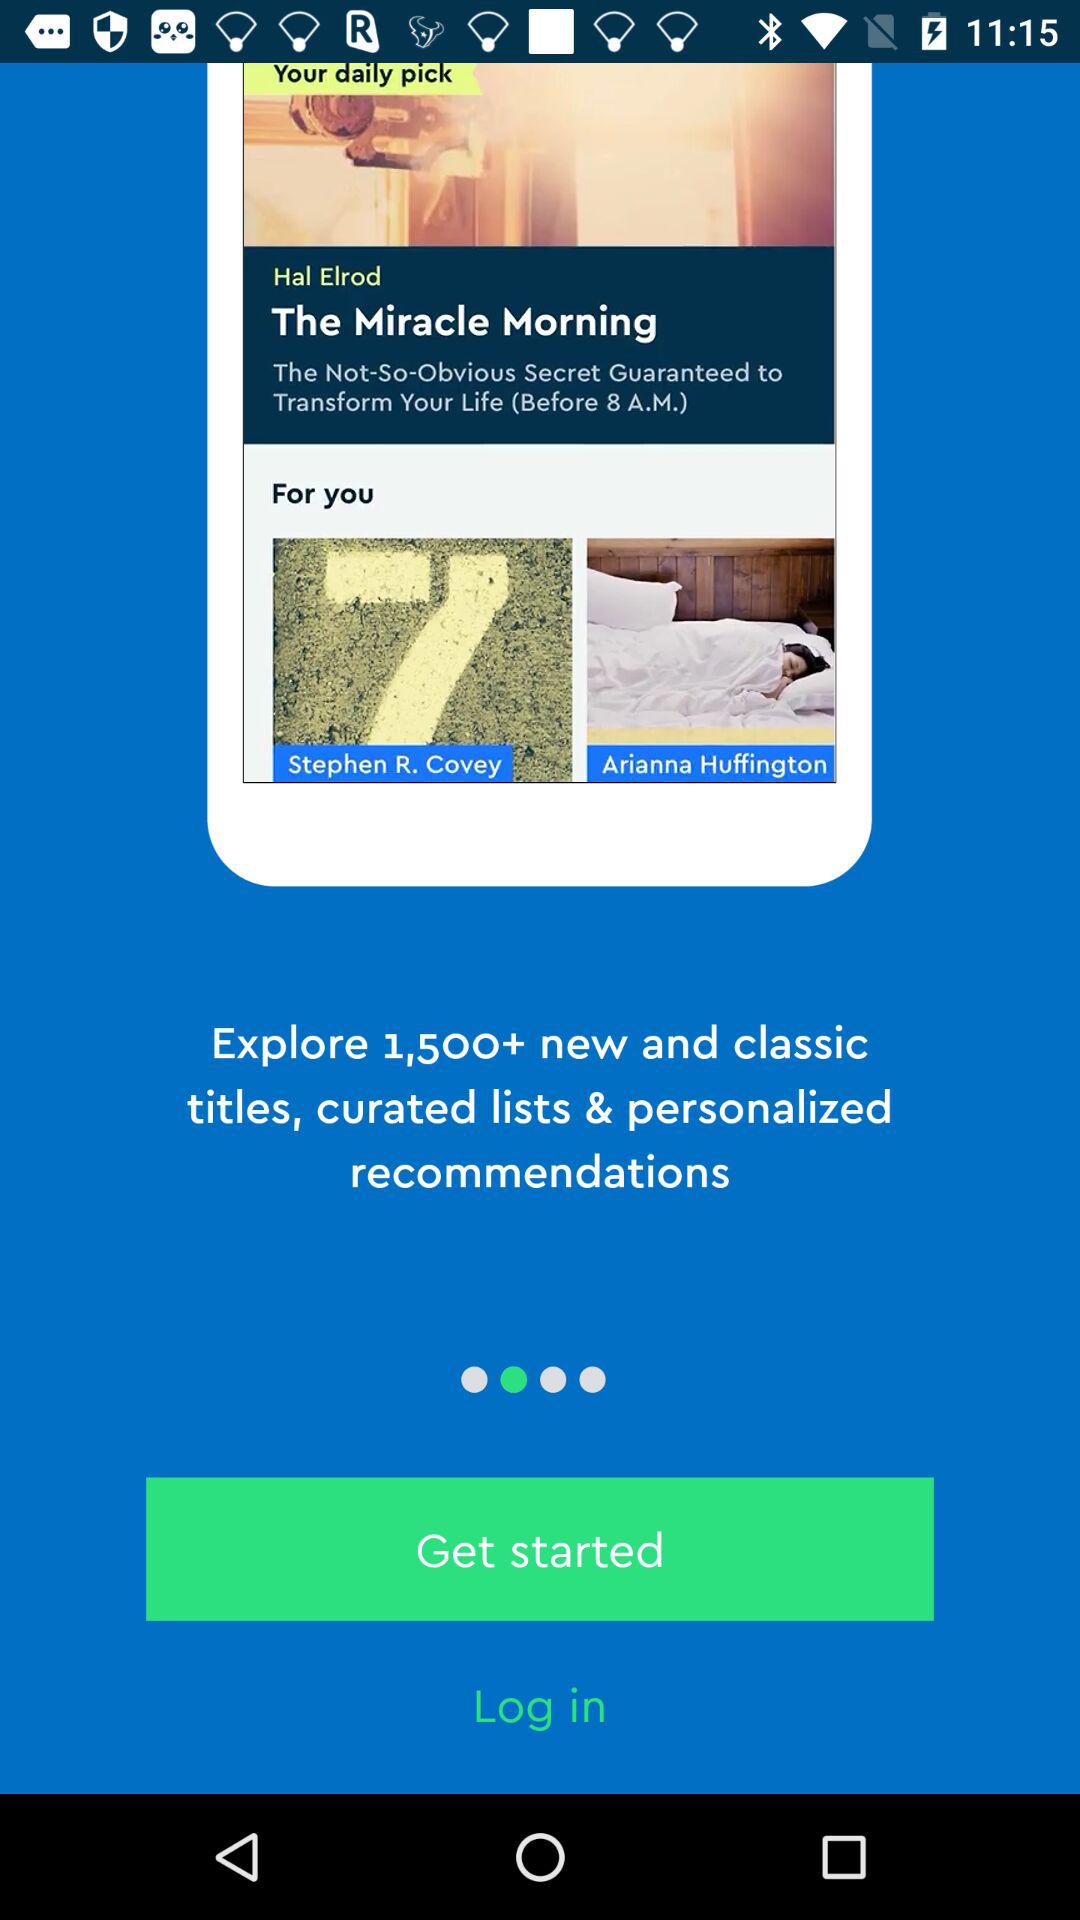 11:15
Your daily pick
Hal Elrod
The Miracle Morning
The Not-So-Obvious Secret Guaranteed to
Transform Your Life (Before 8 A.M.)
For you
7
Stephen R. Covey
Arianna Huffington
Explore 1,500+ new and classic
titles, curated lists & personalized
recommendations
Get started
Log in